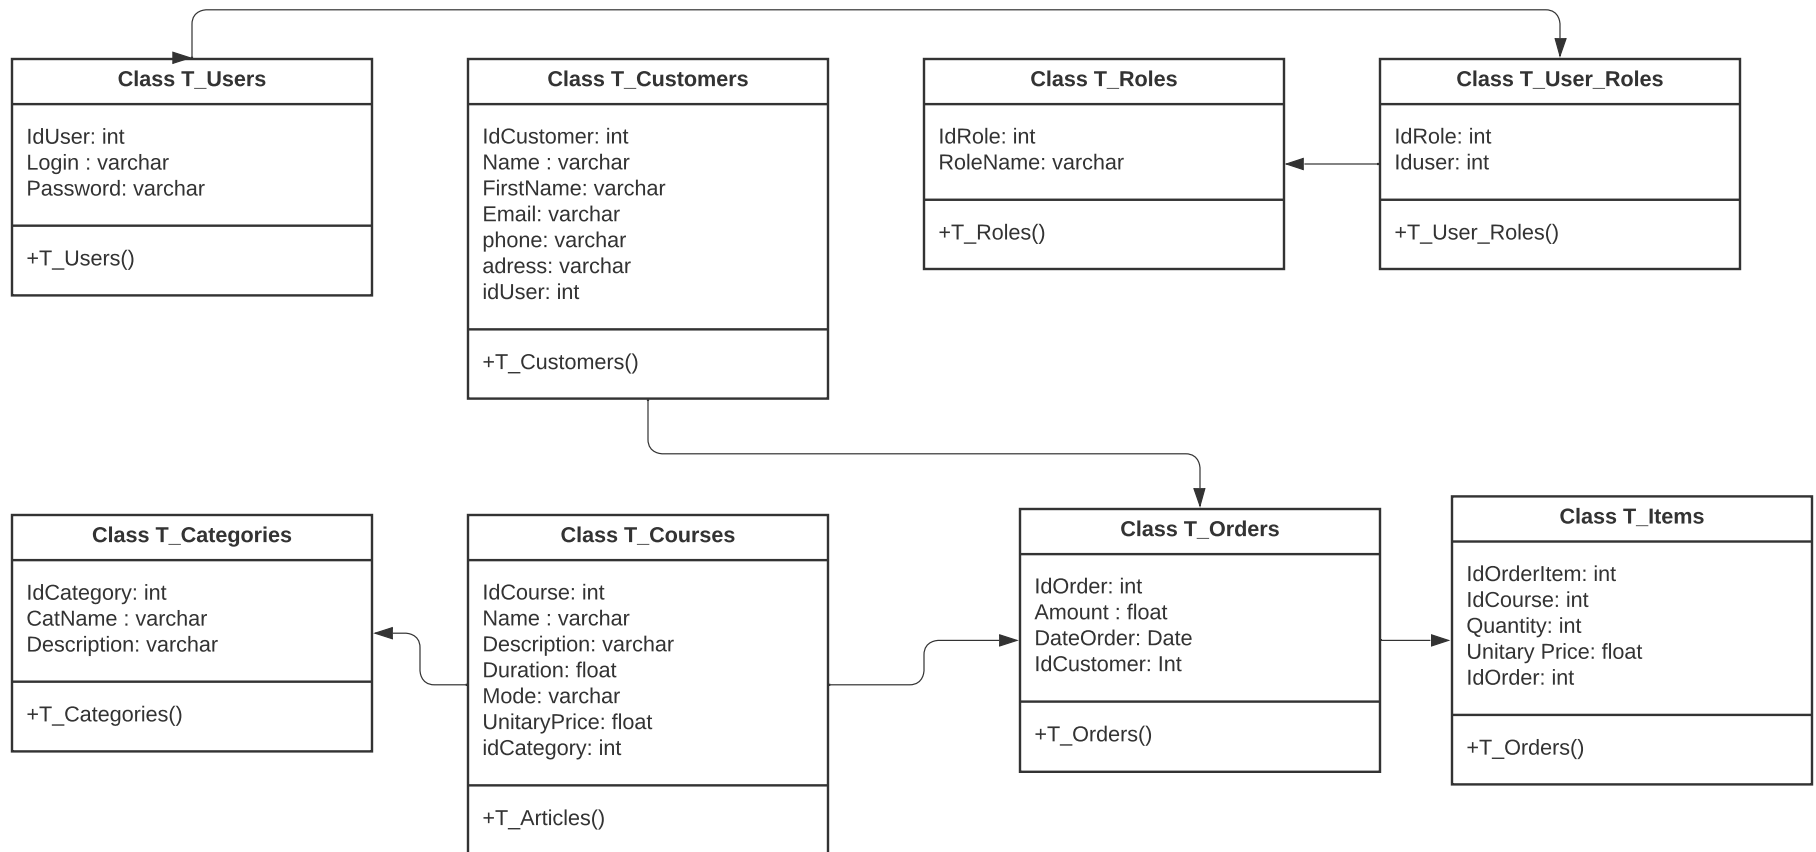 Class T_Users
IdUser: int
Login : varchar
Password: varchar
+T_Users()
Class T_Customers
IdCustomer: int
Name : varchar
FirstName: varchar
Email: varchar
phone: varchar
adress: varchar
idUser: int
+T_Customers()
Class T_Roles
IdRole: int
RoleName: varchar
+T_Roles()
Class T_User_Roles
IdRole: int
Iduser: int
+T_User_Roles()
Class T_Categories
IdCategory: int
CatName : varchar
Description: varchar
+T_Categories()
Class T_Courses
IdCourse: int
Name : varchar
Description: varchar
Duration: float
Mode: varchar
UnitaryPrice: float
idCategory: int
+T_Articles()
Class T_Orders
IdOrder: int
Amount : float
DateOrder: Date
IdCustomer: Int
+T_Orders()
Class T_Items
IdOrderItem: int
IdCourse: int
Quantity: int
Unitary Price: float
IdOrder: int
+T_Orders()